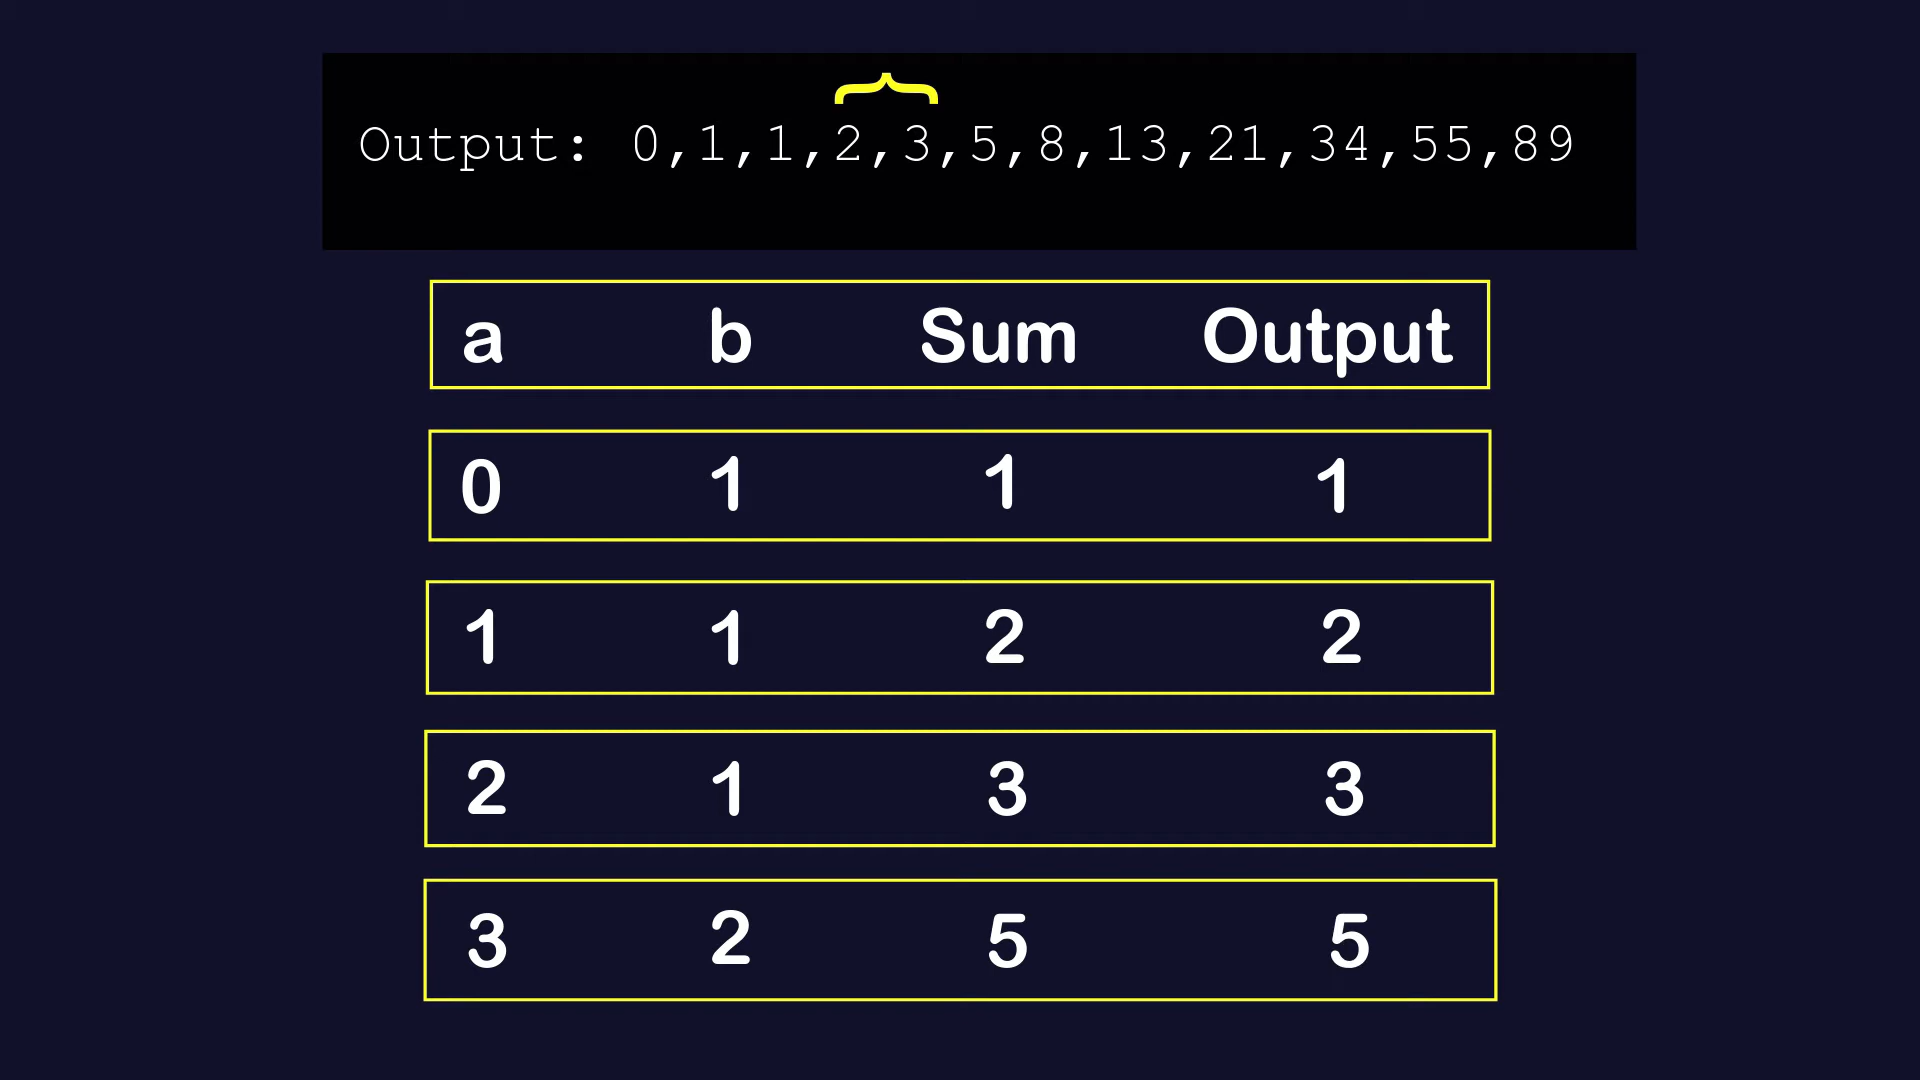 Output: 0,1,1,2,3,5,8,13,21,34,55,89
a b Sum Output
0 1 1 1
1 1 2 2
2 1 3 3
3 2 5 5